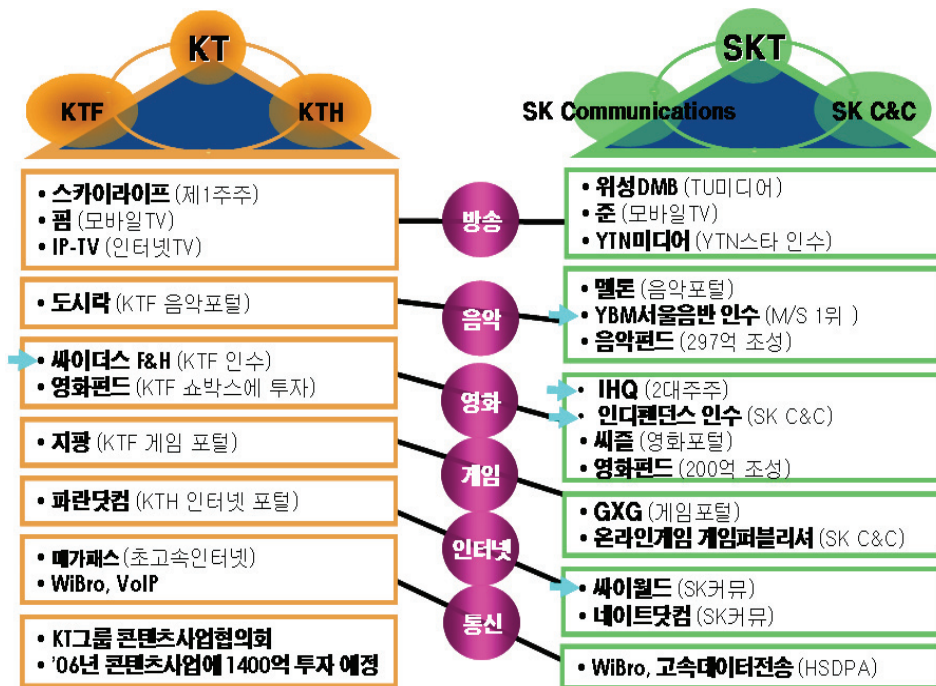 KT
KTF
KTH
SKT
SK Communications
SK C&C
• 스카이라이프 (제1주주)
• 핌 (모바일TV)
• IP-TV (인터넷TV)
방송
• 위성DMB (TU미디어)
• 준 (모바일TV)
• YTN미디어 (YTN스타 인수)
• 도시락 (KTF 음악포털)
음악
• 멜론 (음악포털)
• YBM서울음반 인수 (M/S 1위 )
• 음악펀드 (297억 조성)
• 싸이더스 F&H (KTF 인수)
• 영화펀드 (KTF 쇼박스에 투자)
영화
• IHQ (2대주주)
• 인디펜던스 인수 (SK C&C)
• 씨즐 (영화포털)
• 영화펀드 (200억 조성)
• 지팡 (KTF 게임 포털)
게임
• GXG (게임포털)
• 온라인게임 게임퍼블리셔 (SK C&C)
• 파란닷컴 (KTH 인터넷 포털)
인터넷
• 싸이월드 (SK커뮤)
• 네이트닷컴 (SK커뮤)
• 메가패스 (초고속인터넷)
• WiBro, VoIP
통신
• WiBro, 고속데이터전송 (HSDPA)
• KT그룹 콘텐츠사업협의회
• '06년 콘텐츠사업에 1400억 투자 예정